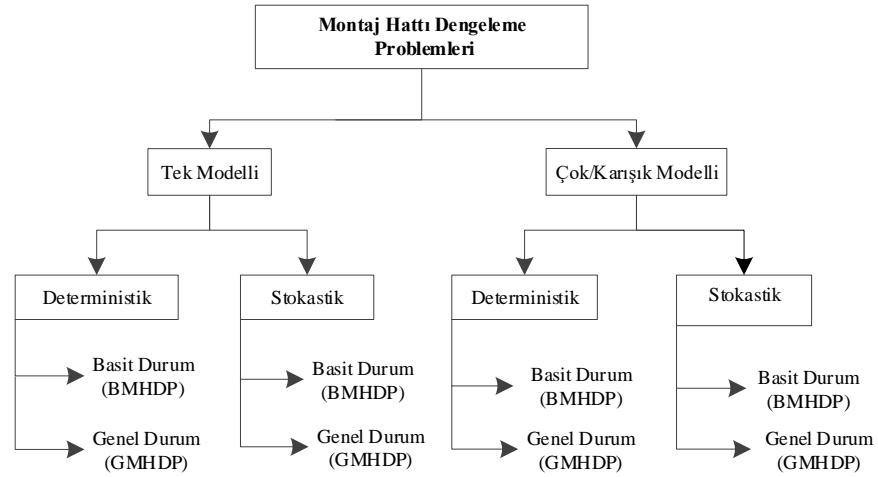 Montaj Hattı Dengeleme
Problemleri
Tek Modelli
Çok/Karışık Modelli
Deterministik
Stokastik
Deterministik
Stokastik
Basit Durum
(BMHDP)
Genel Durum
(GMHDP)
Basit Durum
(BMHDP)
Genel Durum
(GMHDP)
Basit Durum
(BMHDP)
Genel Durum
(GMHDP)
Basit Durum
(BMHDP)
Genel Durum
(GMHDP)